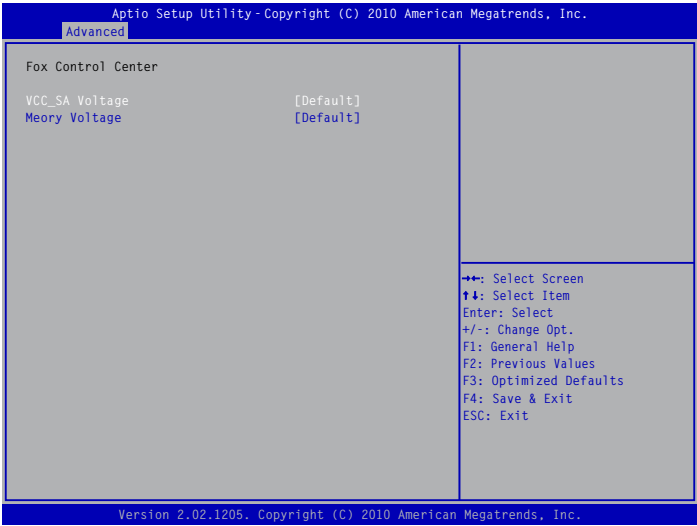 Aptio Setup Utility - Copyright (C) 2010 American Megatrends, Inc.
Advanced
Fox Control Center
VCC_SA Voltage [Default]
Meory Voltage [Default]
→←: Select Screen
↑↓: Select Item
Enter: Select
+/-: Change Opt.
F1: General Help
F2: Previous Values
F3: Optimized Defaults
F4: Save & Exit
ESC: Exit
Version 2.02.1205. Copyright (C) 2010 American Megatrends, Inc.